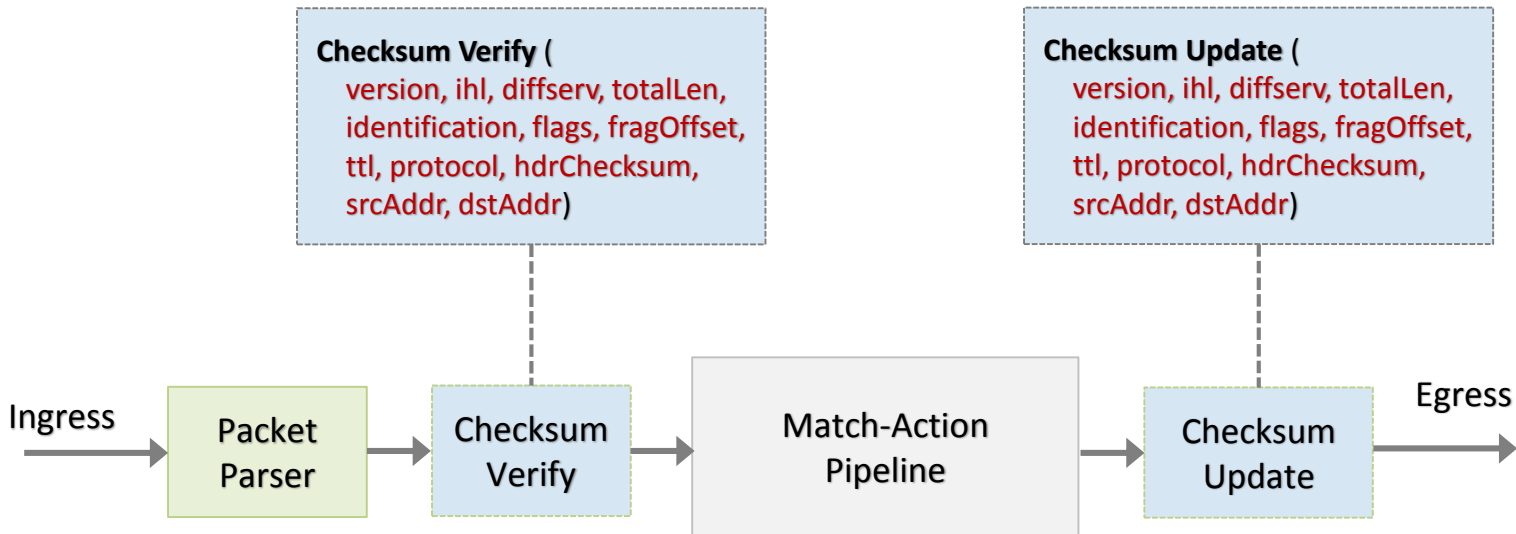 Checksum Verify (
version, ihl, diffserv, totalLen,
identification, flags, fragOffset,
ttl, protocol, hdrChecksum,
srcAddr, dstAddr)
Checksum Update (
version, ihl, diffserv, totalLen,
identification, flags, fragOffset,
ttl, protocol, hdrChecksum,
srcAddr, dstAddr)
Ingress
Packet
Parser
Checksum
Verify
Match-Action
Pipeline
Checksum
Update
Egress